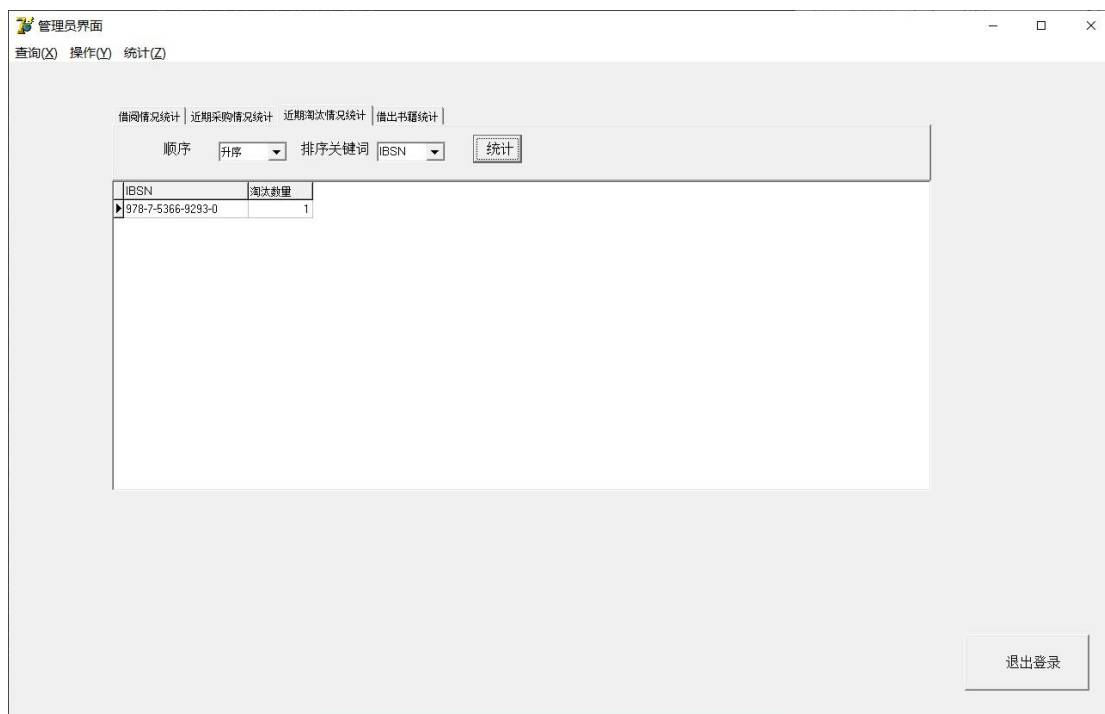 管理员界面
查询(X) 操作(Y) 统计(Z)
借阅情况统计 近期采购情况统计 近期淘汰情况统计 借出书籍统计
顺序 升序 排序关键词 IBSN 统计
IBSN 淘汰数量
978-7-5366-9293-0 1
退出登录